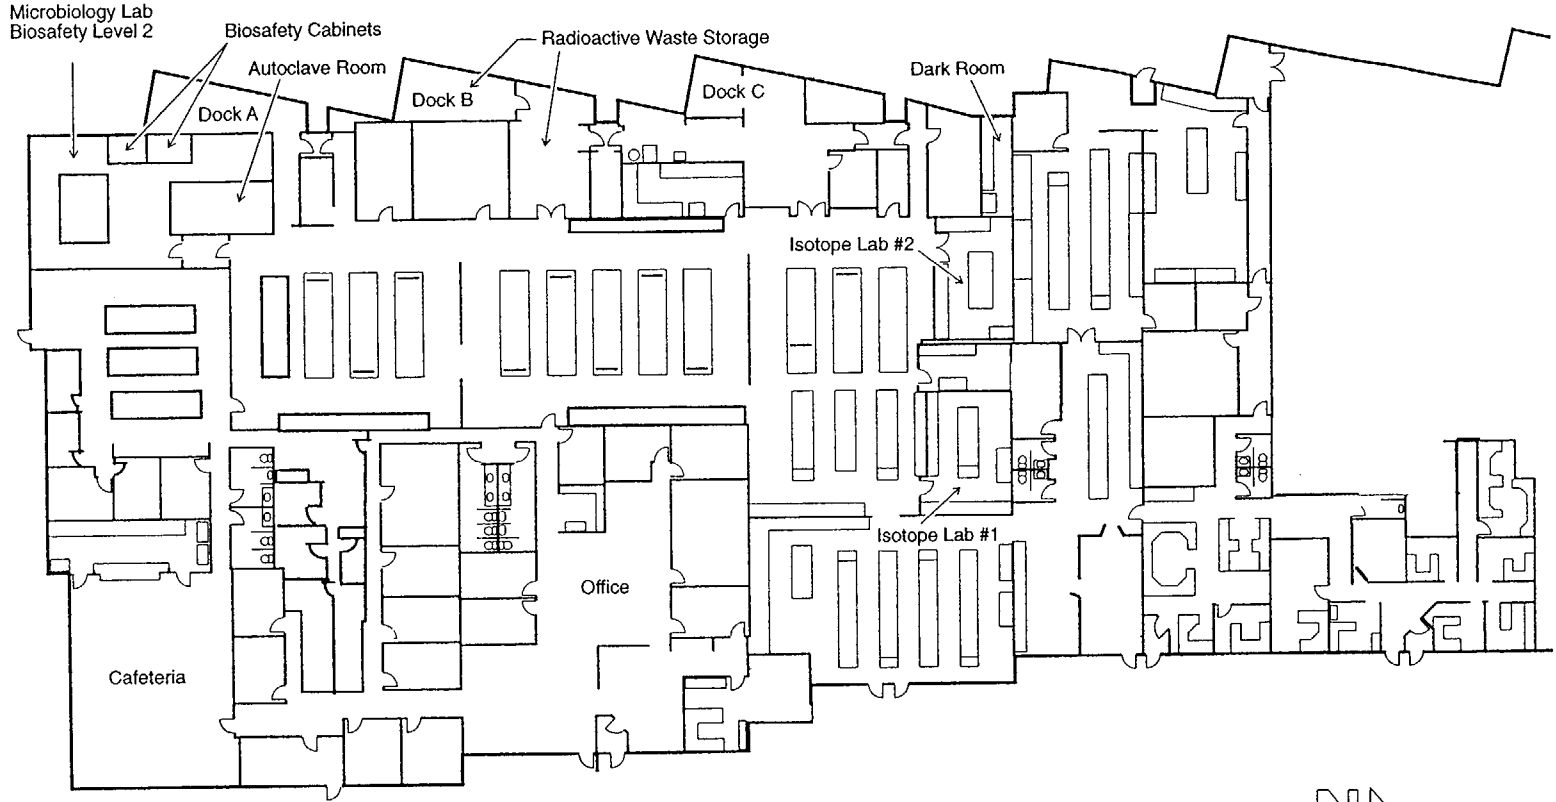 Microbiology Lab
Biosafety Level 2
Biosafety Cabinets
Radioactive Waste Storage
Autoclave Room
Dark Room
Dock A
Dock B
Dock C
Isotope Lab #2
Isotope Lab #1
Office
Cafeteria